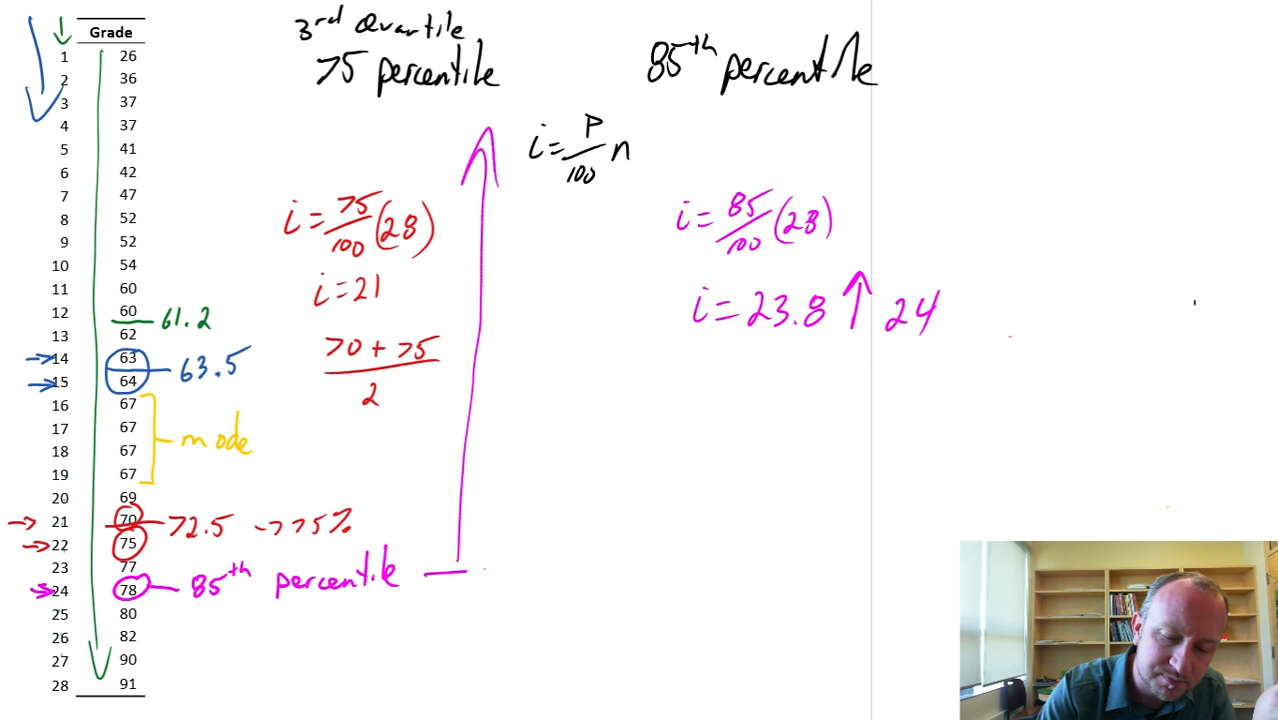 Grade
1 26
2 36
3 37
4 37
5 41
6 42
7 47
8 52
9 52
10 54
11 60
12 60
13 62
14 63
15 64
16 67
17 67
18 67
19 67
20 69
21 70
22 75
23 77
24 78
25 80
26 82
27 90
28 91
61.2
63.5
mode
72.5 → 75%
85th percentile
3rd Quartile
75 percentile
i = 75/100 (28)
i = 21
70 + 75
2
i = P/100 n
85th percentile
i = 85/100 (28)
i = 23.8 ↑ 24